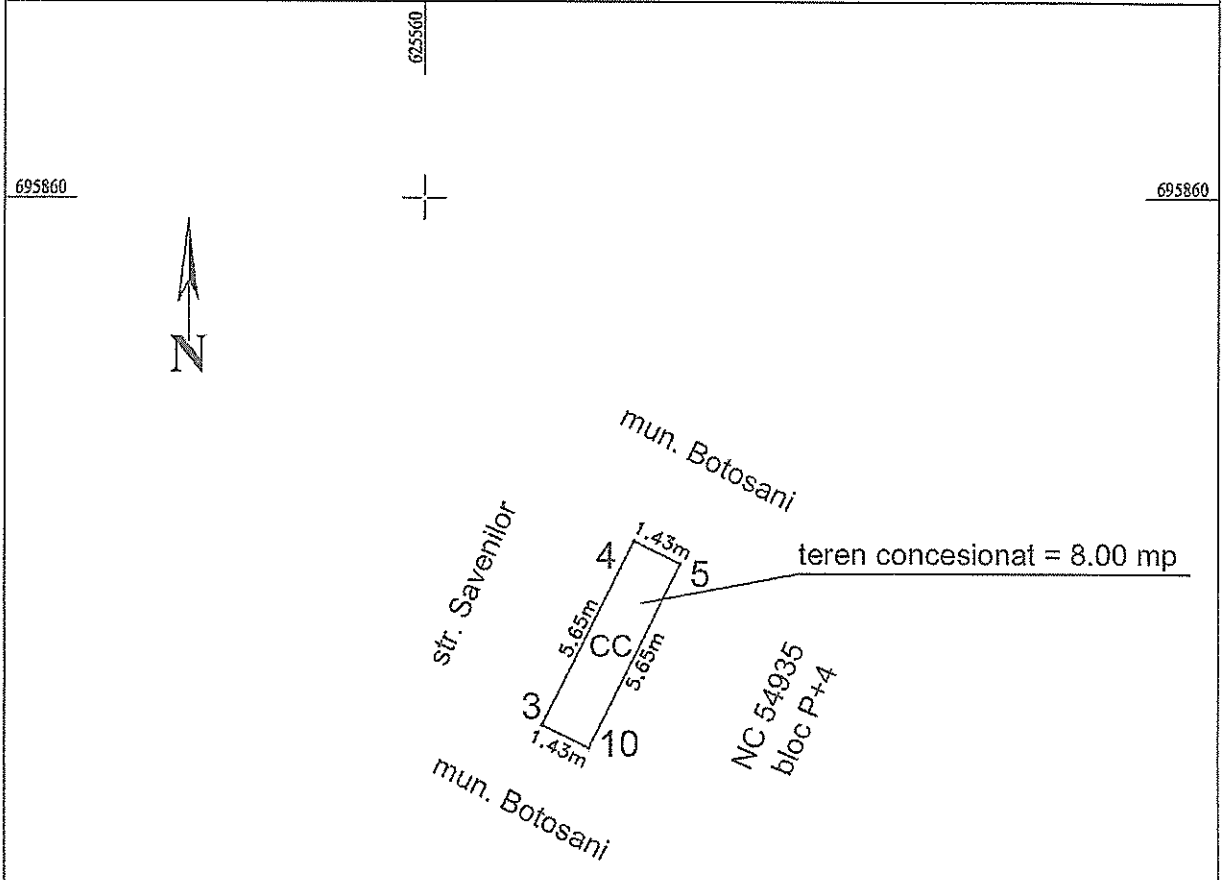 625560
695860
695860
N
mun. Botosani
1.43m
4
5
teren concesionat = 8.00 mp
str. Savenilor
5.65m
CC
5.65m
3
10
1.43m
NC 54935
bloc P+4
mun. Botosani